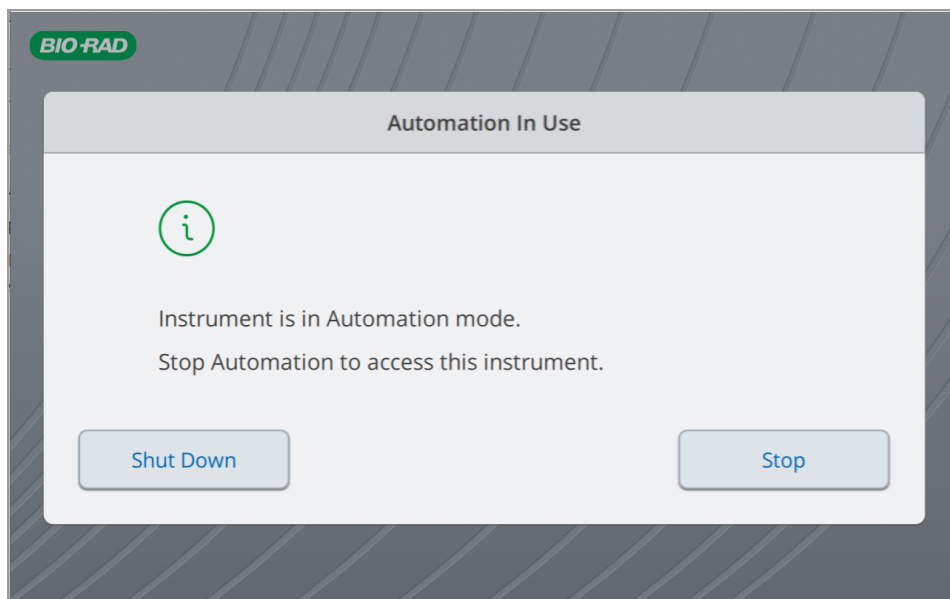 BIO-RAD
Automation In Use
Instrument is in Automation mode.
Stop Automation to access this instrument.
Shut Down
Stop